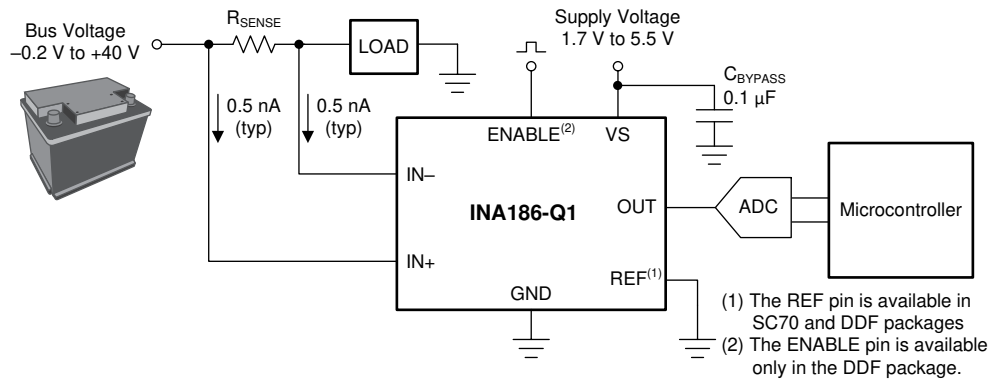 Bus Voltage
–0.2 V to +40 V
RSENSE
LOAD
Supply Voltage
1.7 V to 5.5 V
CBYPASS
0.1 µF
0.5 nA
(typ)
0.5 nA
(typ)
ENABLE(2)
VS
IN–
INA186-Q1
OUT
ADC
Microcontroller
IN+
REF(1)
GND
(1) The REF pin is available in
SC70 and DDF packages
(2) The ENABLE pin is available
only in the DDF package.